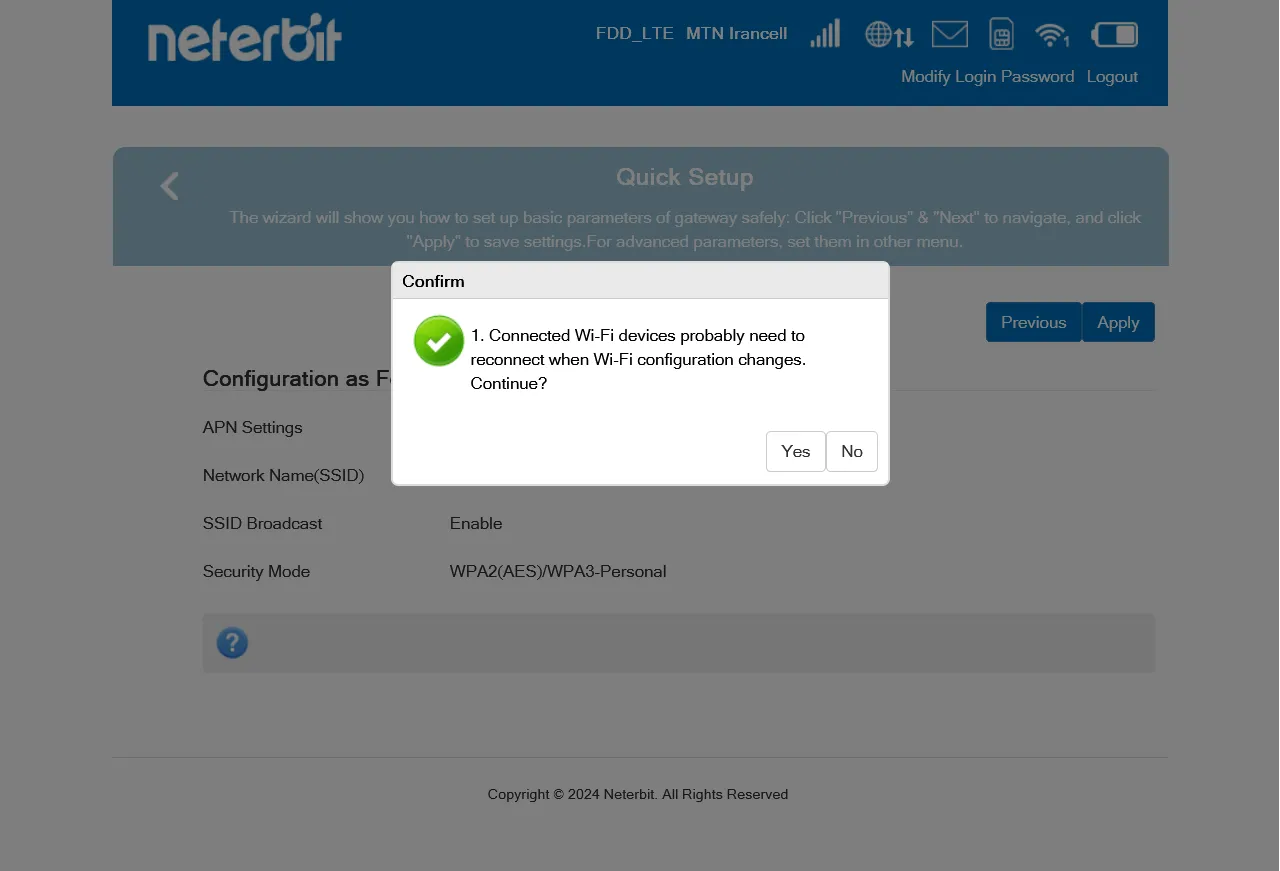 neterbit
FDD_LTE MTN Irancell
1
Modify Login Password Logout
Quick Setup
The wizard will show you how to set up basic parameters of gateway safely: Click "Previous" & "Next" to navigate, and click
"Apply" to save settings.For advanced parameters, set them in other menu.
Confirm
1. Connected Wi-Fi devices probably need to
reconnect when Wi-Fi configuration changes.
Continue?
Yes No
Previous Apply
Configuration as
APN Settings
Network Name(SSID)
SSID Broadcast Enable
Security Mode WPA2(AES)/WPA3-Personal
?
Copyright © 2024 Neterbit. All Rights Reserved